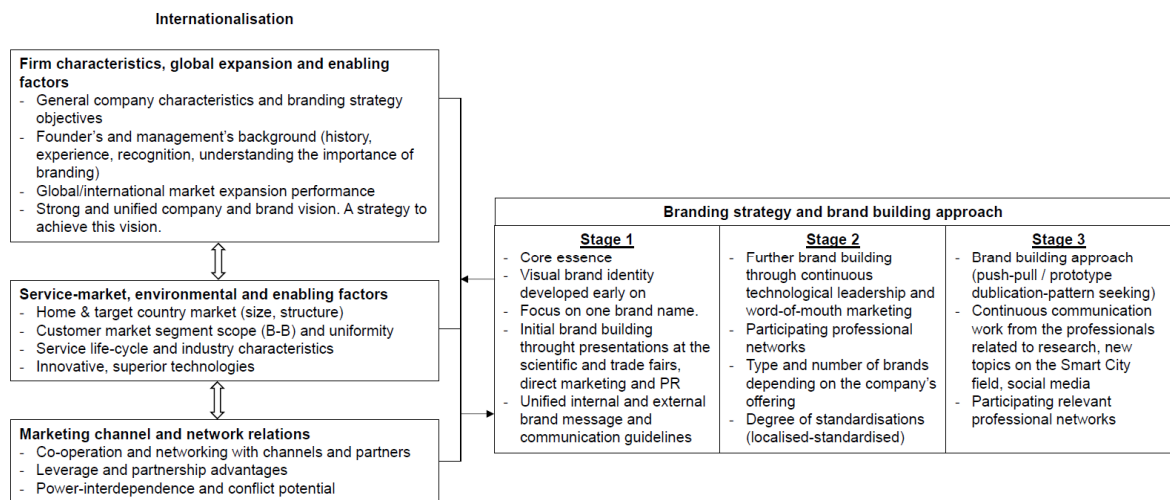 Internationalisation
Firm characteristics, global expansion and enabling
factors
- General company characteristics and branding strategy
objectives
- Founder's and management's background (history,
experience, recognition, understanding the importance of
branding)
- Global/international market expansion performance
- Strong and unified company and brand vision. A strategy to
achieve this vision.
Service-market, environmental and enabling factors
- Home & target country market (size, structure)
- Customer market segment scope (B-B) and uniformity
- Service life-cycle and industry characteristics
- Innovative, superior technologies
Marketing channel and network relations
- Co-operation and networking with channels and partners
- Leverage and partnership advantages
- Power-interdependence and conflict potential
Branding strategy and brand building approach
Stage 1
- Core essence
- Visual brand identity
developed early on
- Focus on one brand name.
- Initial brand building
throught presentations at the
scientific and trade fairs,
direct marketing and PR
- Unified internal and external
brand message and
communication guidelines
Stage 2
- Further brand building
through continuous
technological leadership and
word-of-mouth marketing
- Participating professional
networks
- Type and number of brands
depending on the company's
offering
- Degree of standardisations
(localised-standardised)
Stage 3
- Brand building approach
(push-pull / prototype
dublication-pattern seeking)
- Continuous communication
work from the professionals
related to research, new
topics on the Smart City
field, social media
- Participating relevant
professional networks